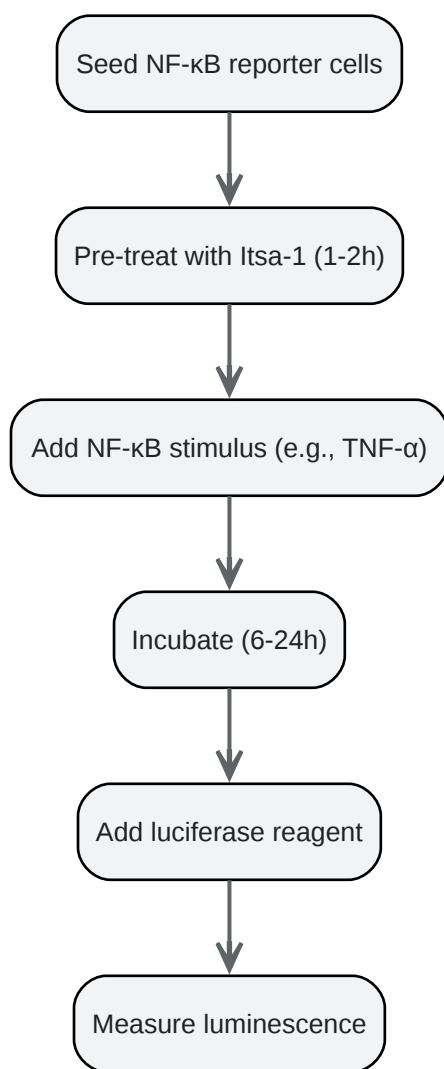 Seed NF-κB reporter cells
Pre-treat with Itsa-1 (1-2h)
Add NF-κB stimulus (e.g., TNF-α)
Incubate (6-24h)
Add luciferase reagent
Measure luminescence